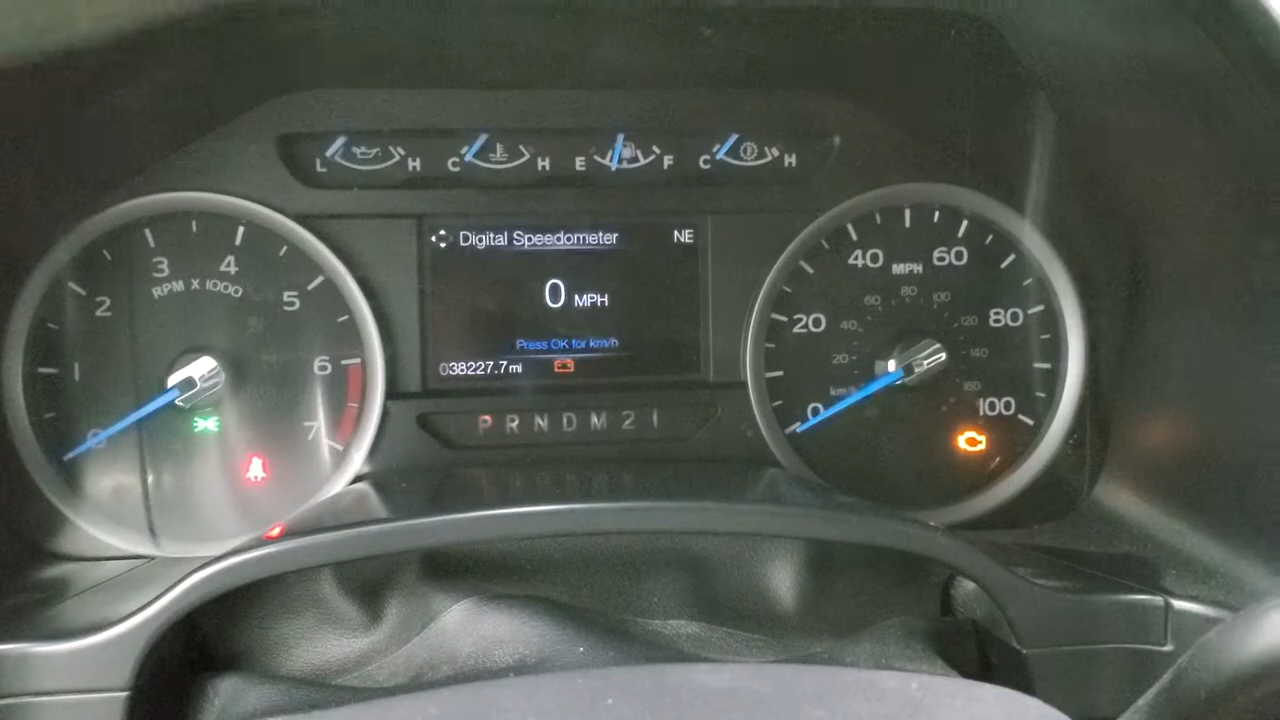 L H C H E F C H
Digital Speedometer NE
0 MPH
Press OK for km/h
038227.7 mi
P R N D M 2 1
0 1 2 3 4 5 6 7
RPM X 1000
0 20 40 60 80 100
MPH
20 40 60 80 100 120 140 160
km/h